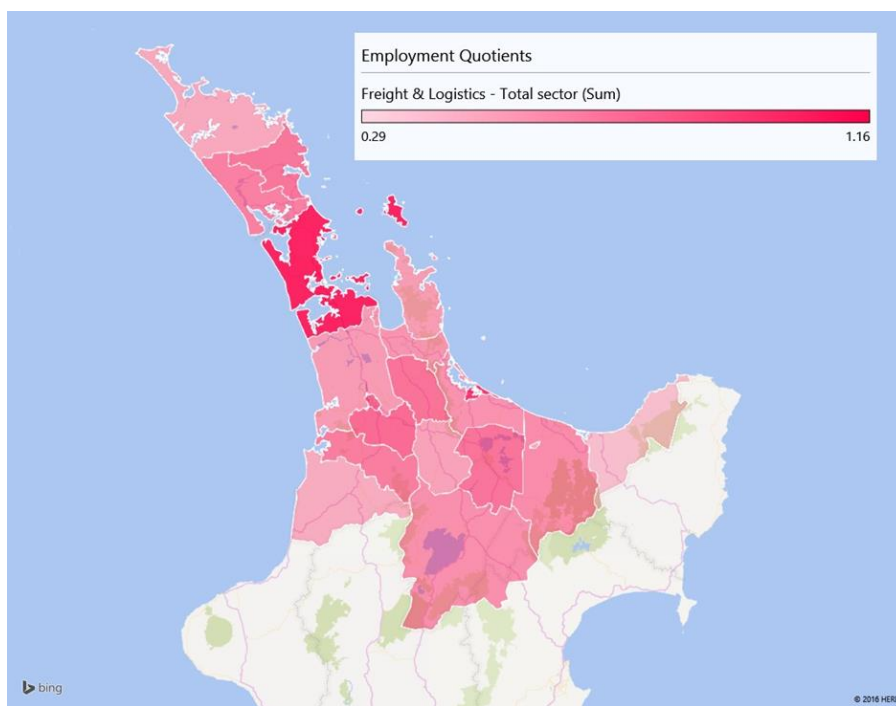 Employment Quotients
Freight & Logistics - Total sector (Sum)
0.29 1.16
bing
© 2016 HERE